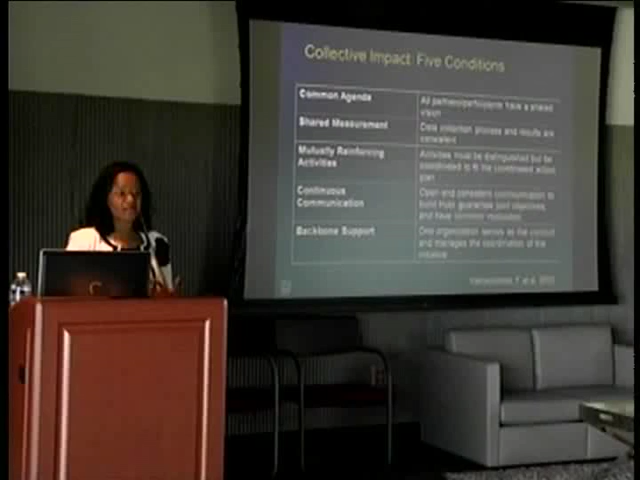 Collective Impact: Five Conditions
Common Agenda
All partners/participants have a shared
vision
Shared Measurement
Data collection process and results are
consistent
Mutually Reinforcing
Activities
Activities must be distinguished but be
coordinated to fit the coordinated action
plan
Continuous
Communication
Open and consistent communication to
build trust, guarantee joint objectives,
and have common motivation
Backbone Support
One organization serves as the conduit
and manages the coordination of the
initiative